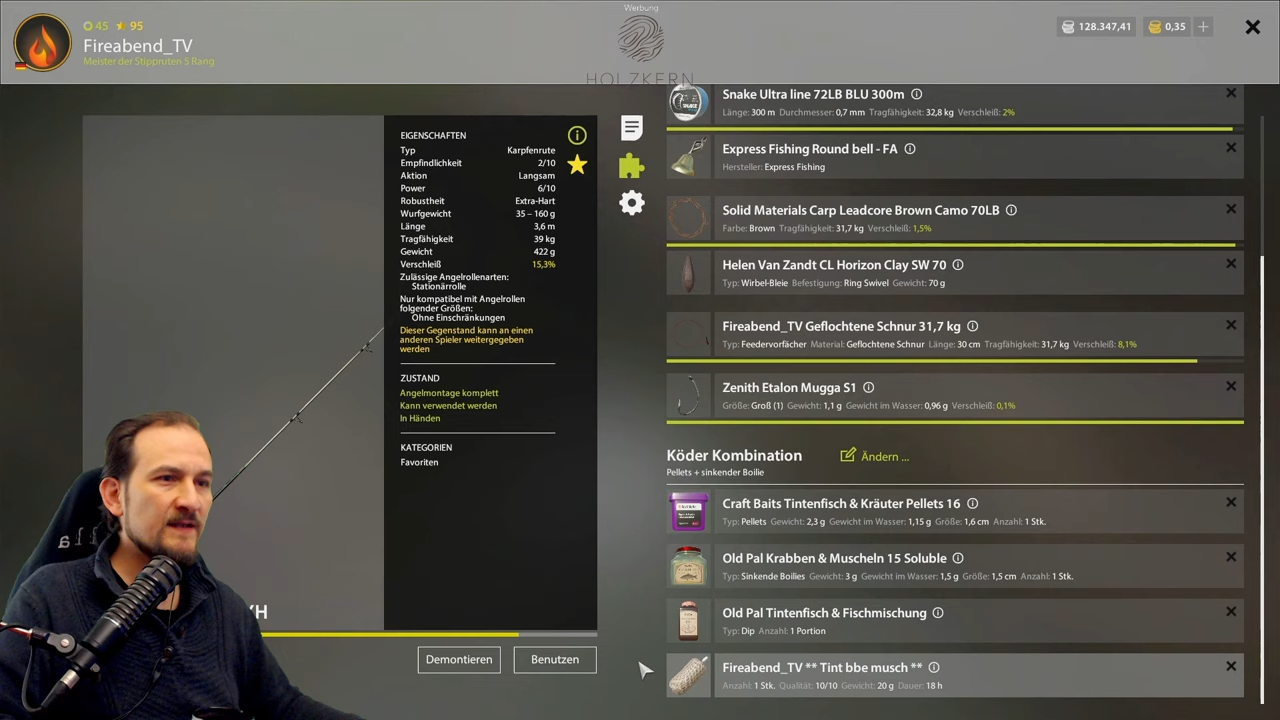 Werbung
45 95
Fireabend_TV
Meister der Stippruten S Rang
HOLZKERN
128.347,41
0,35
EIGENSCHAFTEN
Typ Karpfenrute
Empfindlichkeit 2/10
Aktion Langsam
Power 6/10
Robustheit Extra-Hart
Wurfgewicht 35 – 160 g
Länge 3,6 m
Tragfähigkeit 39 kg
Gewicht 422 g
Verschleiß 15,3%
Zulässige Angelrollenarten:
Stationärrolle
Nur kompatibel mit Angelrollen
folgender Größen:
Ohne Einschränkungen
Dieser Gegenstand kann an einen
anderen Spieler weitergegeben
werden
ZUSTAND
Angelmontage komplett
Kann verwendet werden
In Händen
KATEGORIEN
Favoriten
Demontieren
Benutzen
Snake Ultra line 72LB BLU 300m
Länge: 300 m Durchmesser: 0,7 mm Tragfähigkeit: 32,8 kg Verschleiß: 2%
Express Fishing Round bell - FA
Hersteller: Express Fishing
Solid Materials Carp Leadcore Brown Camo 70LB
Farbe: Brown Tragfähigkeit: 31,7 kg Verschleiß: 1,5%
Helen Van Zandt CL Horizon Clay SW 70
Typ: Wirbel-Bleie Befestigung: Ring Swivel Gewicht: 70 g
Fireabend_TV Geflochtene Schnur 31,7 kg
Typ: Feedervorfächer Material: Geflochtene Schnur Länge: 30 cm Tragfähigkeit: 31,7 kg Verschleiß: 8,1%
Zenith Etalon Mugga S1
Größe: Groß (1) Gewicht: 1,1 g Gewicht im Wasser: 0,96 g Verschleiß: 0,1%
Köder Kombination
Ändern ...
Pellets + sinkender Boilie
Craft Baits Tintenfisch & Kräuter Pellets 16
Typ: Pellets Gewicht: 2,3 g Gewicht im Wasser: 1,15 g Größe: 1,6 cm Anzahl: 1 Stk.
Old Pal Krabben & Muscheln 15 Soluble
Typ: Sinkende Boilies Gewicht: 3 g Gewicht im Wasser: 1,5 g Größe: 1,5 cm Anzahl: 1 Stk.
Old Pal Tintenfisch & Fischmischung
Typ: Dip Anzahl: 1 Portion
Fireabend_TV ** Tint bbe musch **
Anzahl: 1 Stk. Qualität: 10/10 Gewicht: 20 g Dauer: 18 h